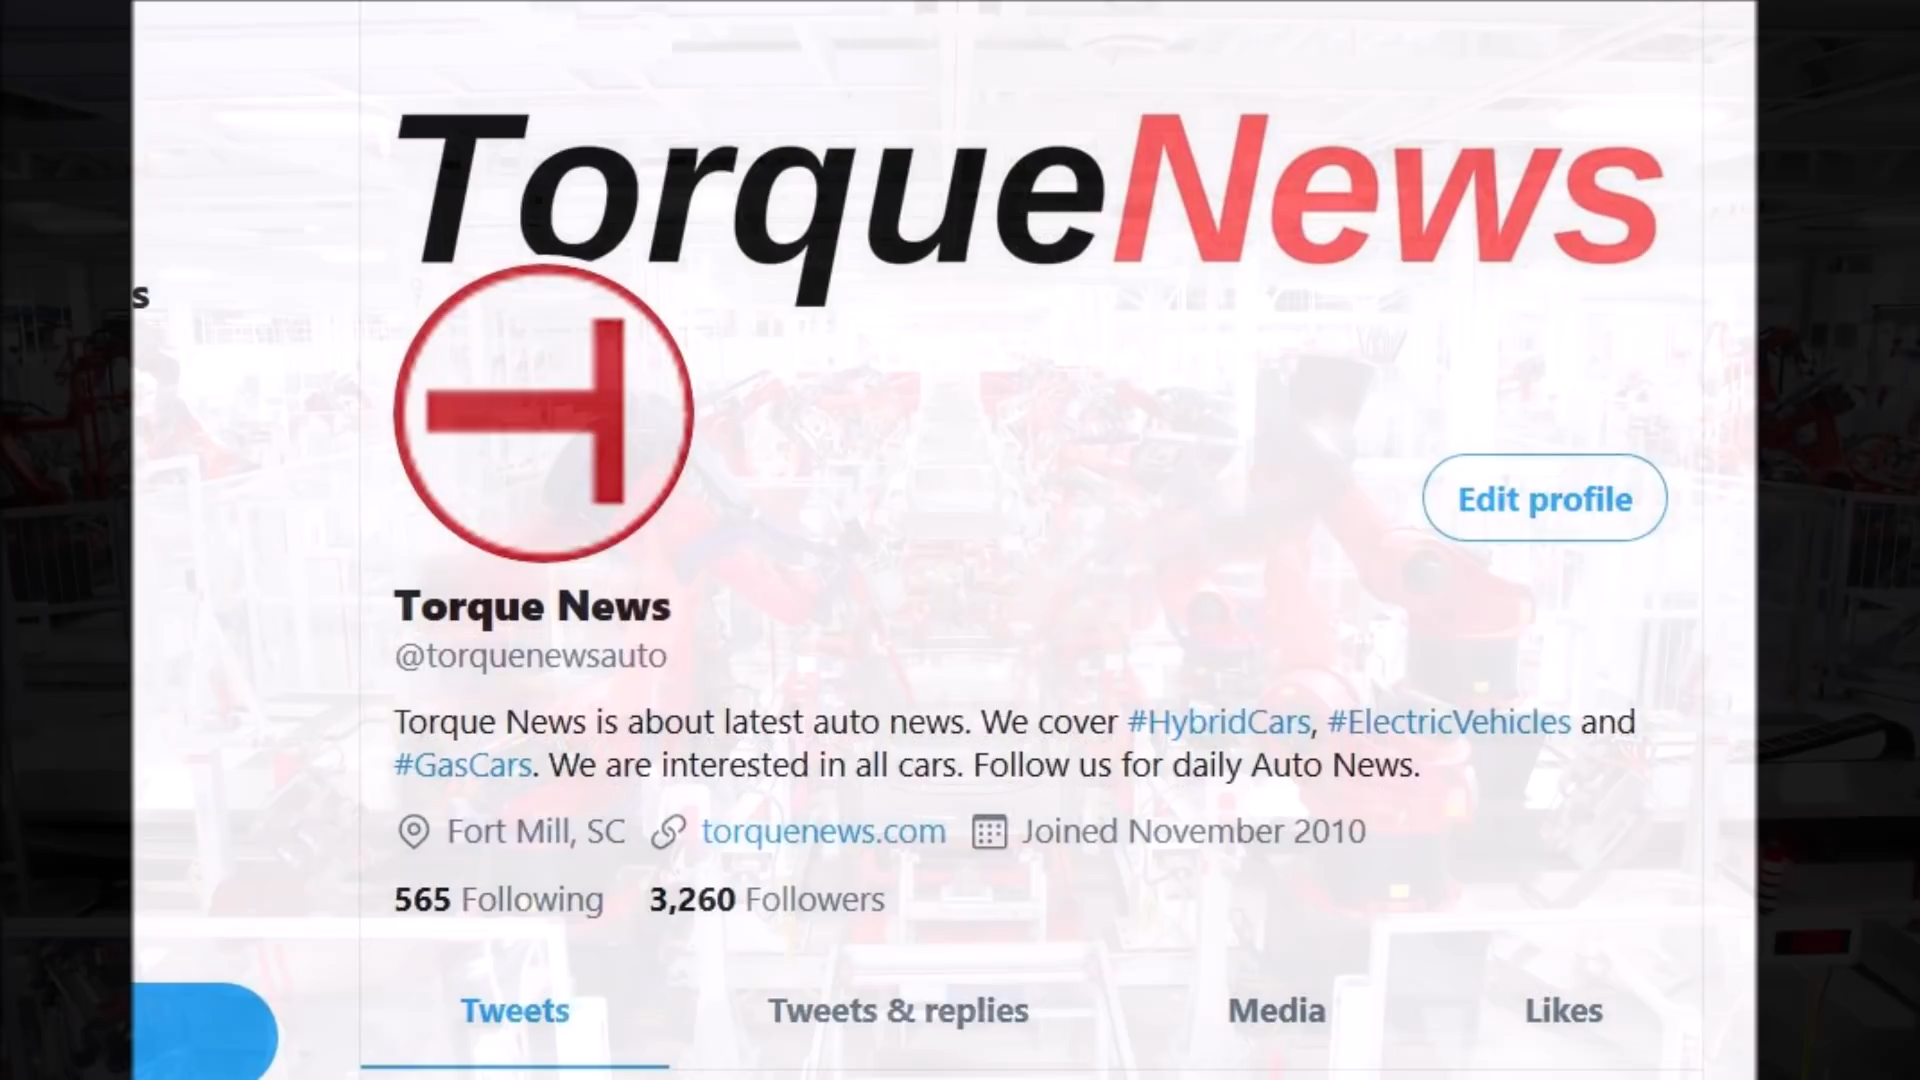 TorqueNews
s
T
Edit profile
Torque News
@torquenewsauto
Torque News is about latest auto news. We cover #HybridCars, #ElectricVehicles and
#GasCars. We are interested in all cars. Follow us for daily Auto News.
Fort Mill, SC torquenews.com Joined November 2010
565 Following 3,260 Followers
Tweets Tweets & replies Media Likes